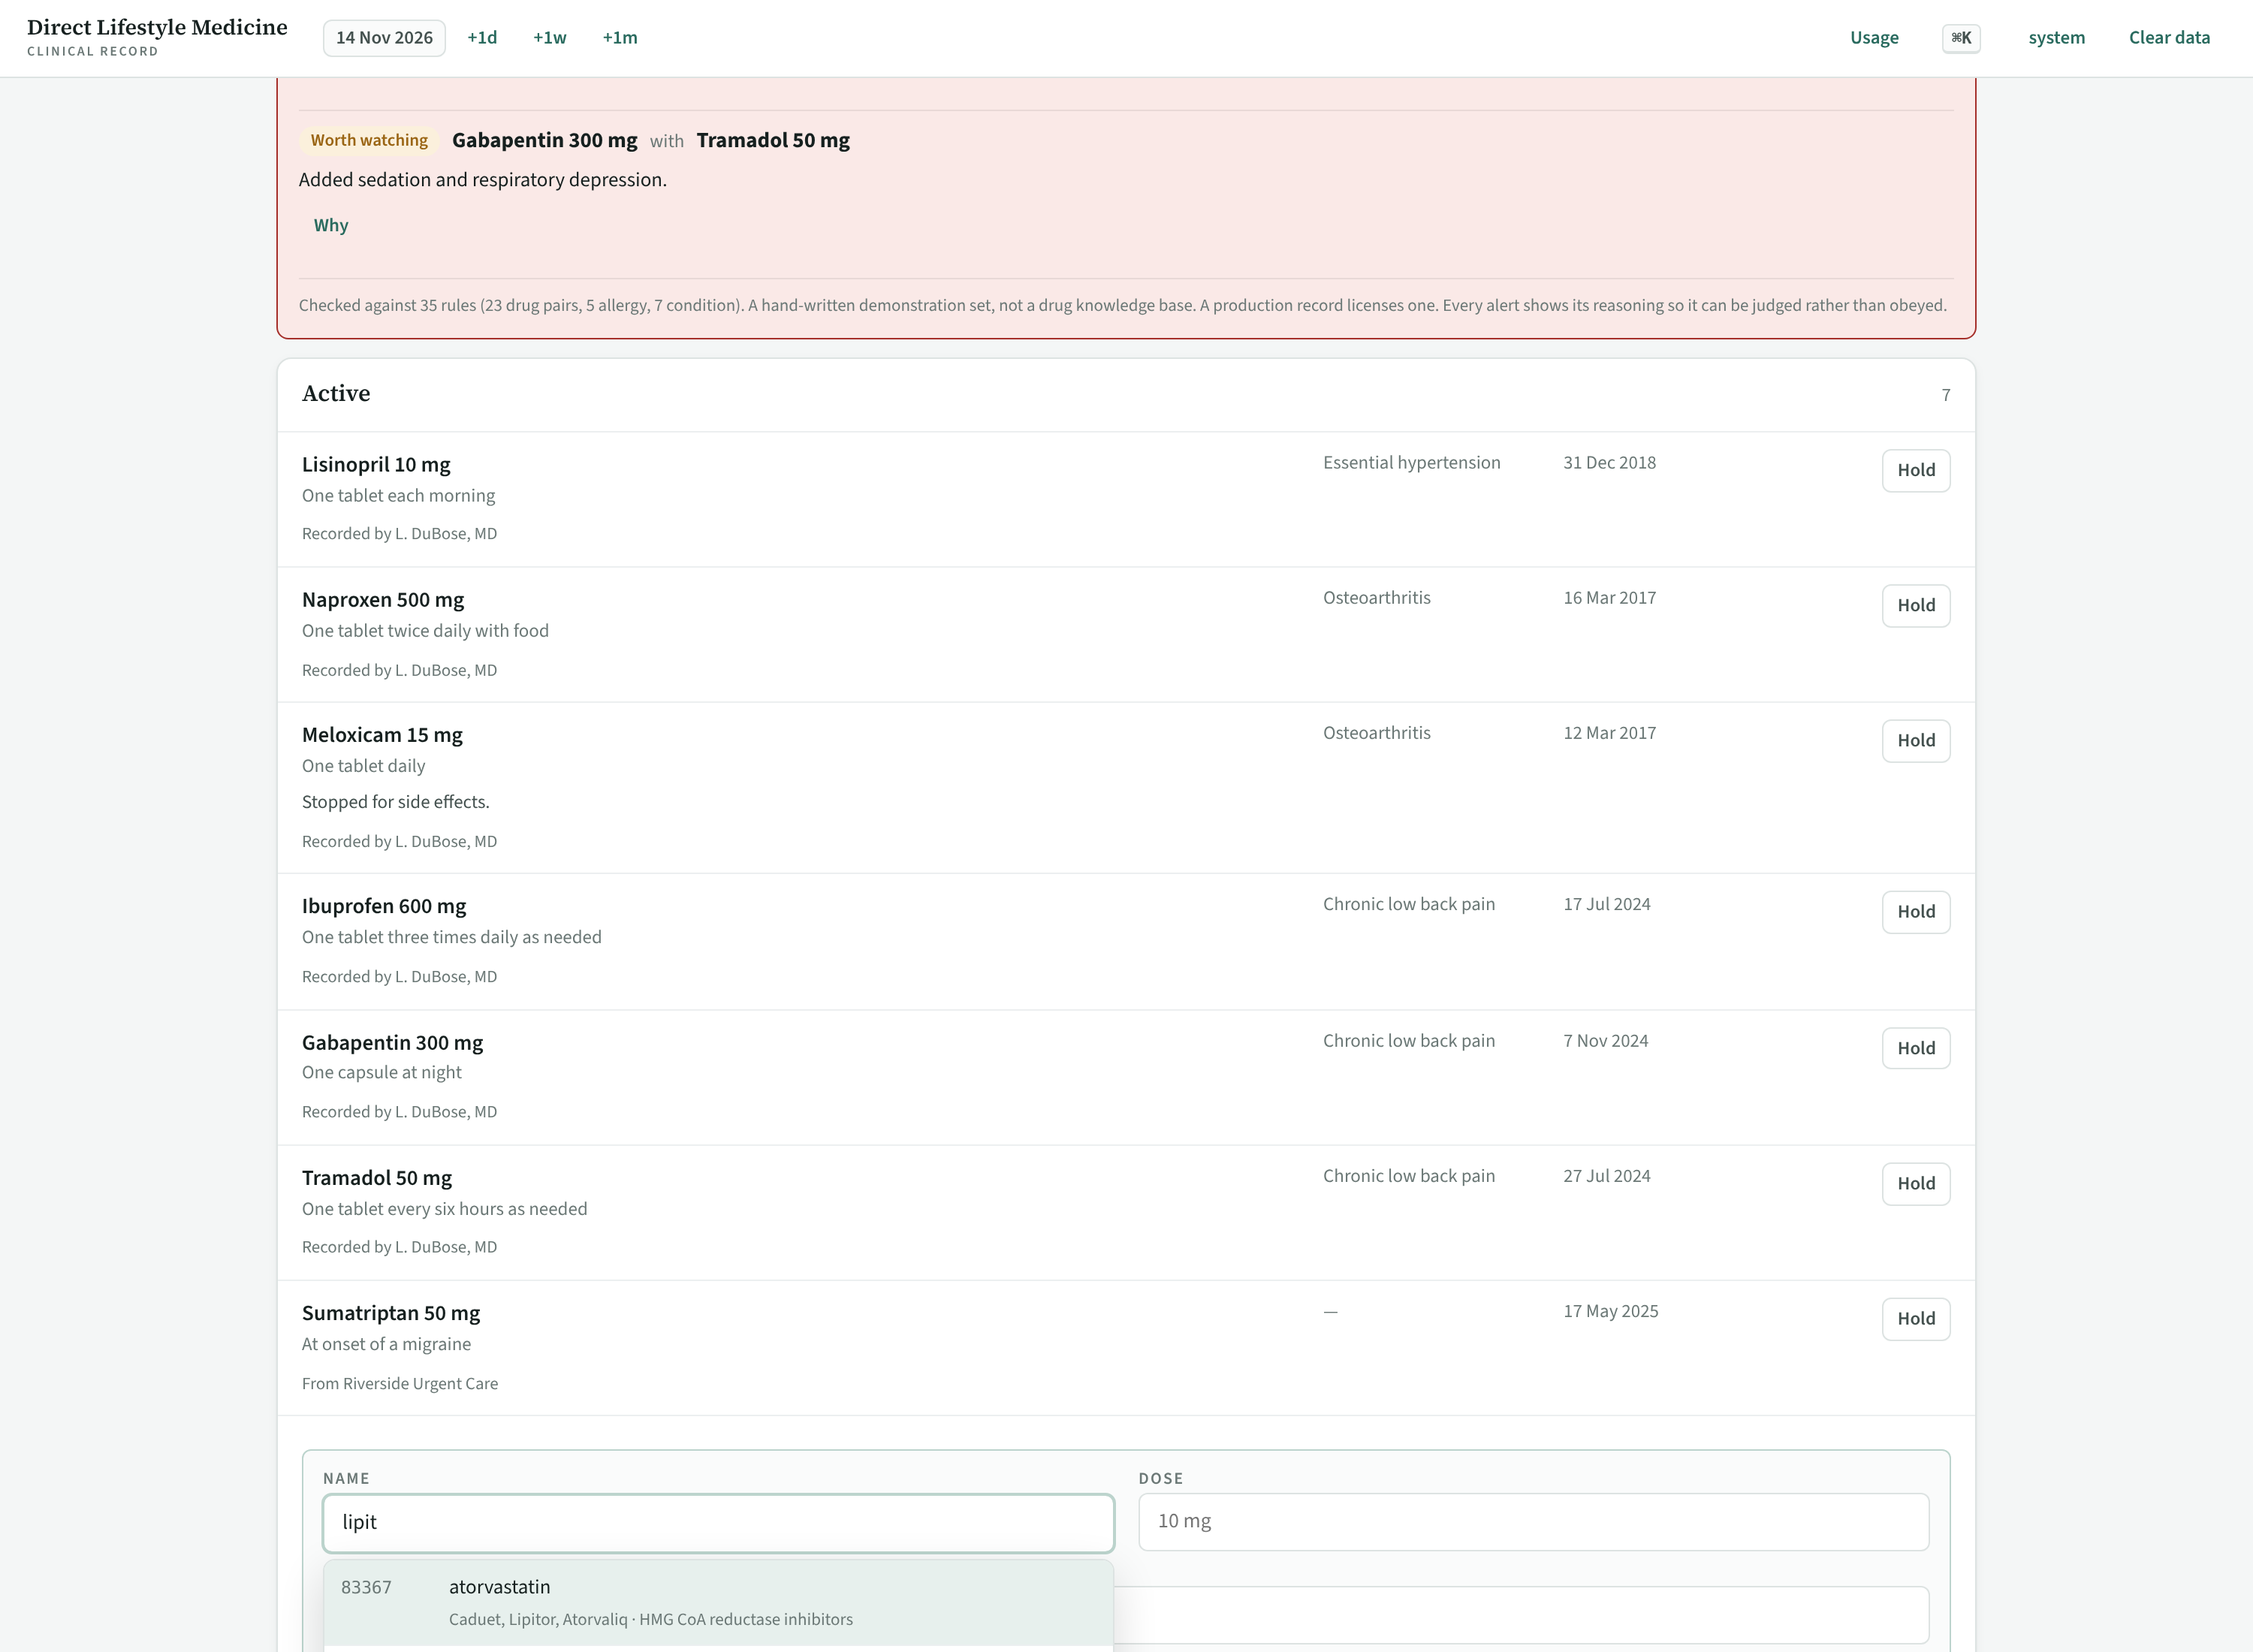 Direct Lifestyle Medicine
CLINICAL RECORD
14 Nov 2026 +1d +1w +1m
Usage ⌘K system Clear data
Worth watching Gabapentin 300 mg with Tramadol 50 mg
Added sedation and respiratory depression.
Why
Checked against 35 rules (23 drug pairs, 5 allergy, 7 condition). A hand-written demonstration set, not a drug knowledge base. A production record licenses one. Every alert shows its reasoning so it can be judged rather than obeyed.
Active 7
Lisinopril 10 mg Essential hypertension 31 Dec 2018 Hold
One tablet each morning
Recorded by L. DuBose, MD
Naproxen 500 mg Osteoarthritis 16 Mar 2017 Hold
One tablet twice daily with food
Recorded by L. DuBose, MD
Meloxicam 15 mg Osteoarthritis 12 Mar 2017 Hold
One tablet daily
Stopped for side effects.
Recorded by L. DuBose, MD
Ibuprofen 600 mg Chronic low back pain 17 Jul 2024 Hold
One tablet three times daily as needed
Recorded by L. DuBose, MD
Gabapentin 300 mg Chronic low back pain 7 Nov 2024 Hold
One capsule at night
Recorded by L. DuBose, MD
Tramadol 50 mg Chronic low back pain 27 Jul 2024 Hold
One tablet every six hours as needed
Recorded by L. DuBose, MD
Sumatriptan 50 mg — 17 May 2025 Hold
At onset of a migraine
From Riverside Urgent Care
NAME DOSE
lipit 10 mg
83367 atorvastatin
Caduet, Lipitor, Atorvaliq · HMG CoA reductase inhibitors